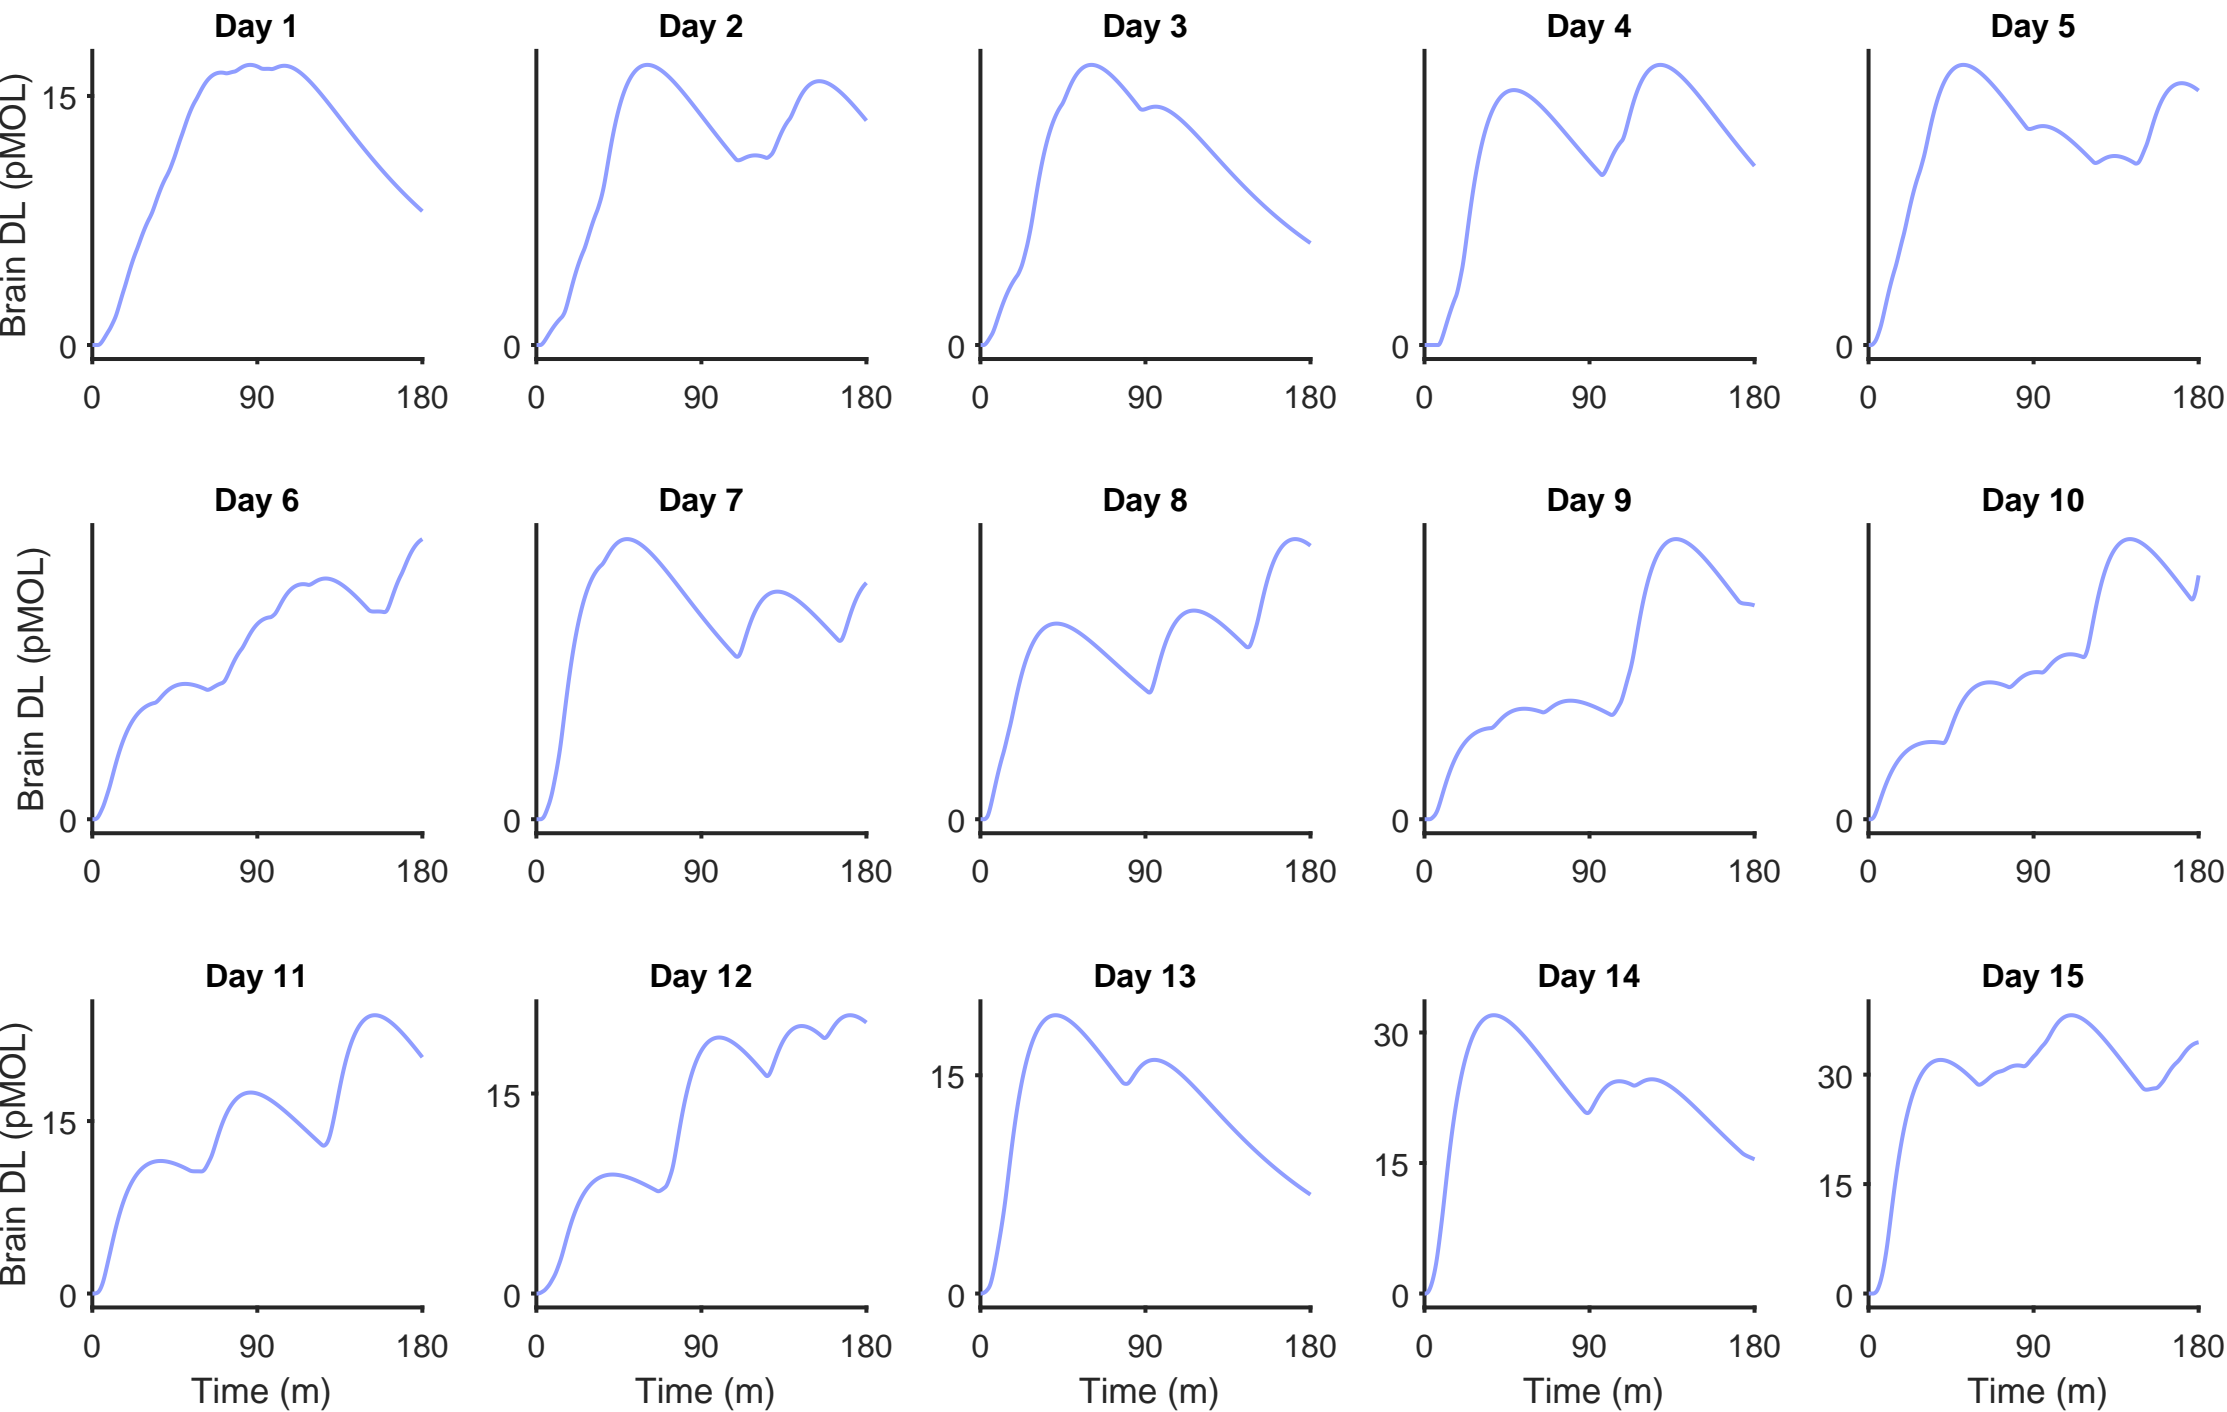 Day 1 Day 2 Day 3 Day 4 Day 5
Brain DL (pMOL)
15
0 0 0 0 0
0 90 180 0 90 180 0 90 180 0 90 180 0 90 180
Day 6 Day 7 Day 8 Day 9 Day 10
Brain DL (pMOL)
0 0 0 0 0
0 90 180 0 90 180 0 90 180 0 90 180 0 90 180
Day 11 Day 12 Day 13 Day 14 Day 15
Brain DL (pMOL)
30
15 15 15 30
15 15
0 0 0 0 0
0 90 180 0 90 180 0 90 180 0 90 180 0 90 180
Time (m) Time (m) Time (m) Time (m) Time (m)